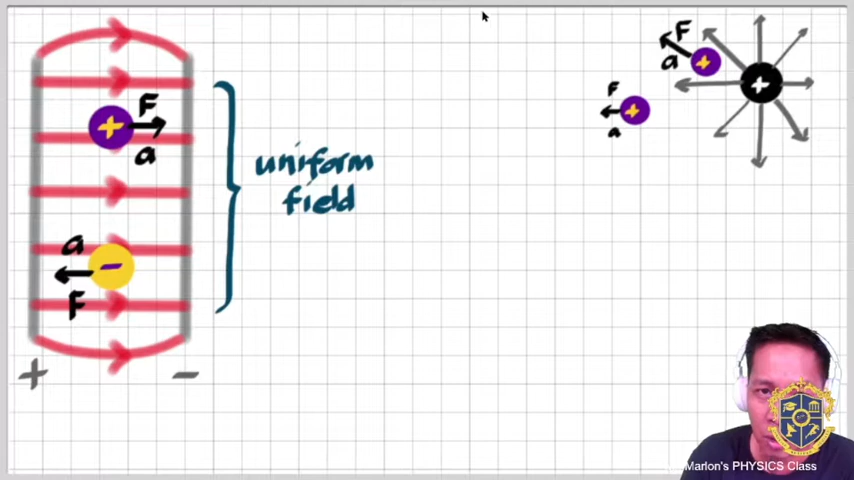 F
a
+
F
a
+
F
a
+
uniform
field
a
-
F
+ -
Marlon's PHYSICS Class